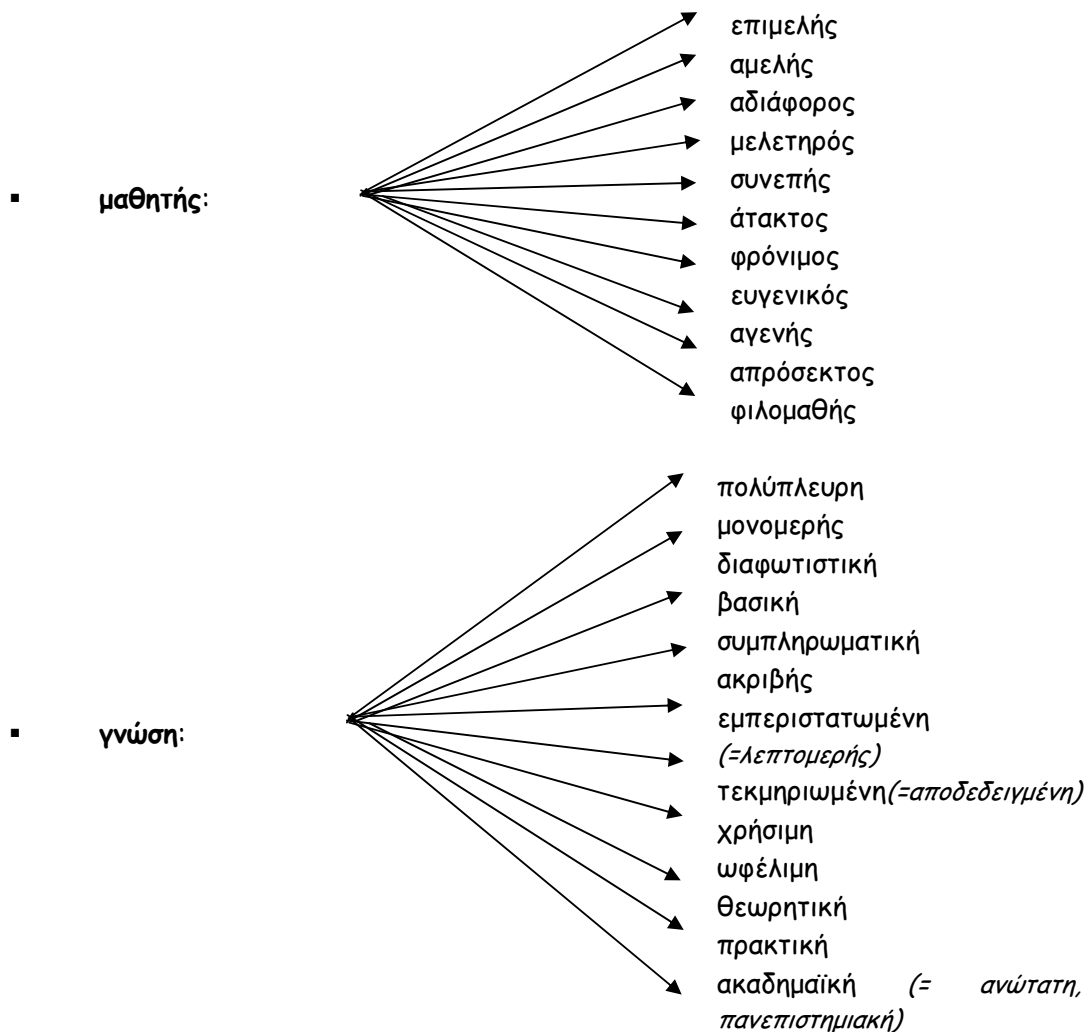 επιμελής
αμελής
αδιάφορος
μελετηρός
συνεπής
▪ μαθητής:
άτακτος
φρόνιμος
ευγενικός
αγενής
απρόσεκτος
φιλομαθής
πολύπλευρη
μονομερής
διαφωτιστική
βασική
συμπληρωματική
ακριβής
εμπεριστατωμένη
▪ γνώση:
(=λεπτομερής)
τεκμηριωμένη(=αποδεδειγμένη)
χρήσιμη
ωφέλιμη
θεωρητική
πρακτική
ακαδημαϊκή (= ανώτατη,
πανεπιστημιακή)